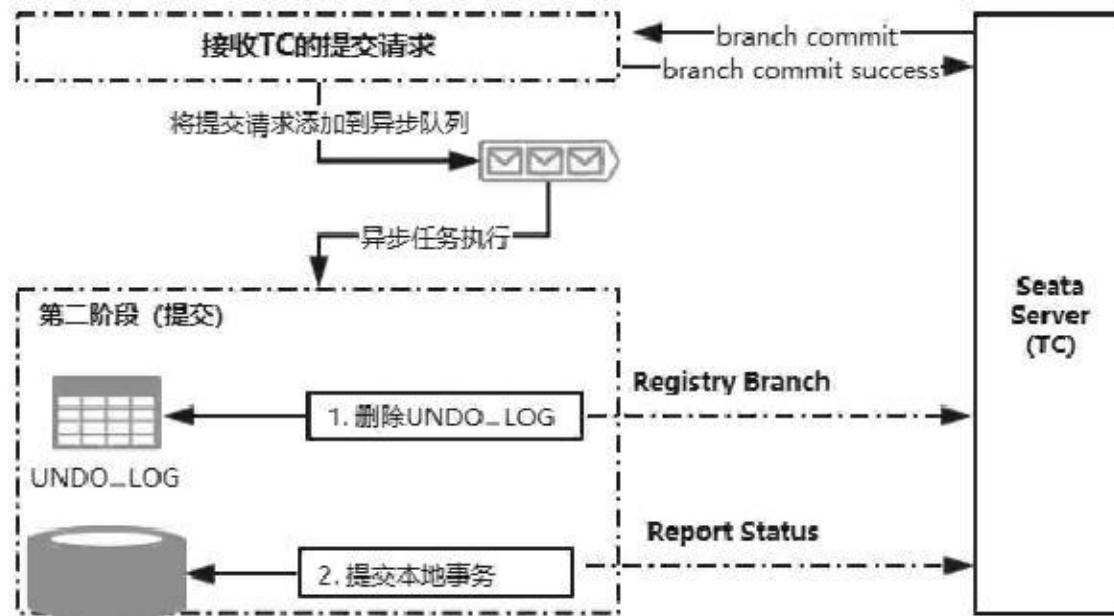 接收TC的提交请求
branch commit
branch commit success
将提交请求添加到异步队列
异步任务执行
第二阶段 (提交)
Seata
Server
(TC)
Registry Branch
1. 删除UNDO_LOG
UNDO_LOG
Report Status
2. 提交本地事务